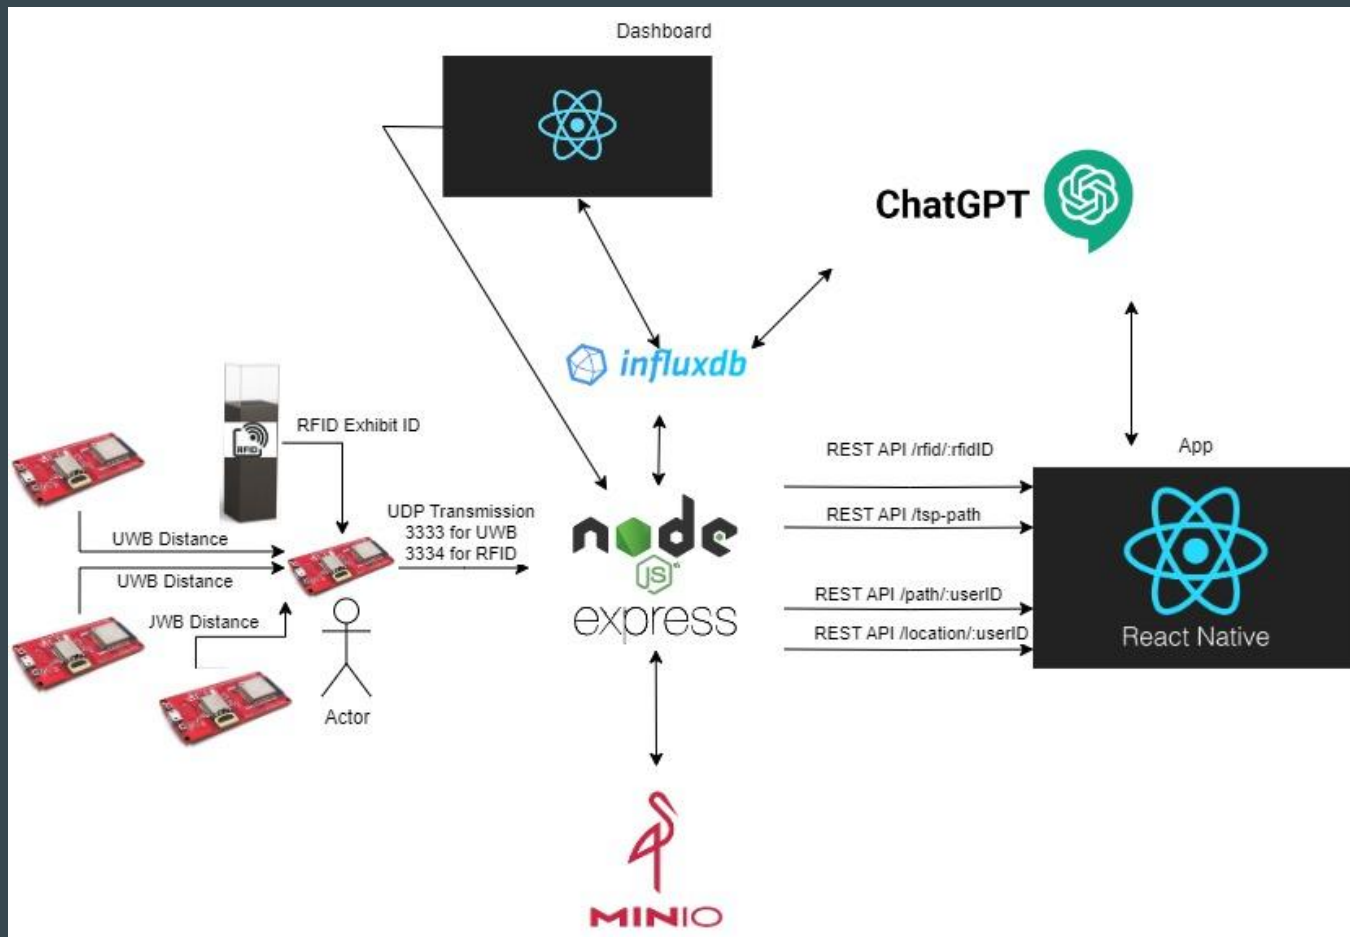 Dashboard
ChatGPT
influxdb
RFID Exhibit ID
RFID
REST API /rfid/:rfidID
App
UDP Transmission
3333 for UWB
3334 for RFID
REST API /tsp-path
UWB Distance
UWB Distance
node
JS
express
REST API /path/:userID
JWB Distance
REST API /location/:userID
React Native
Actor
MINIO